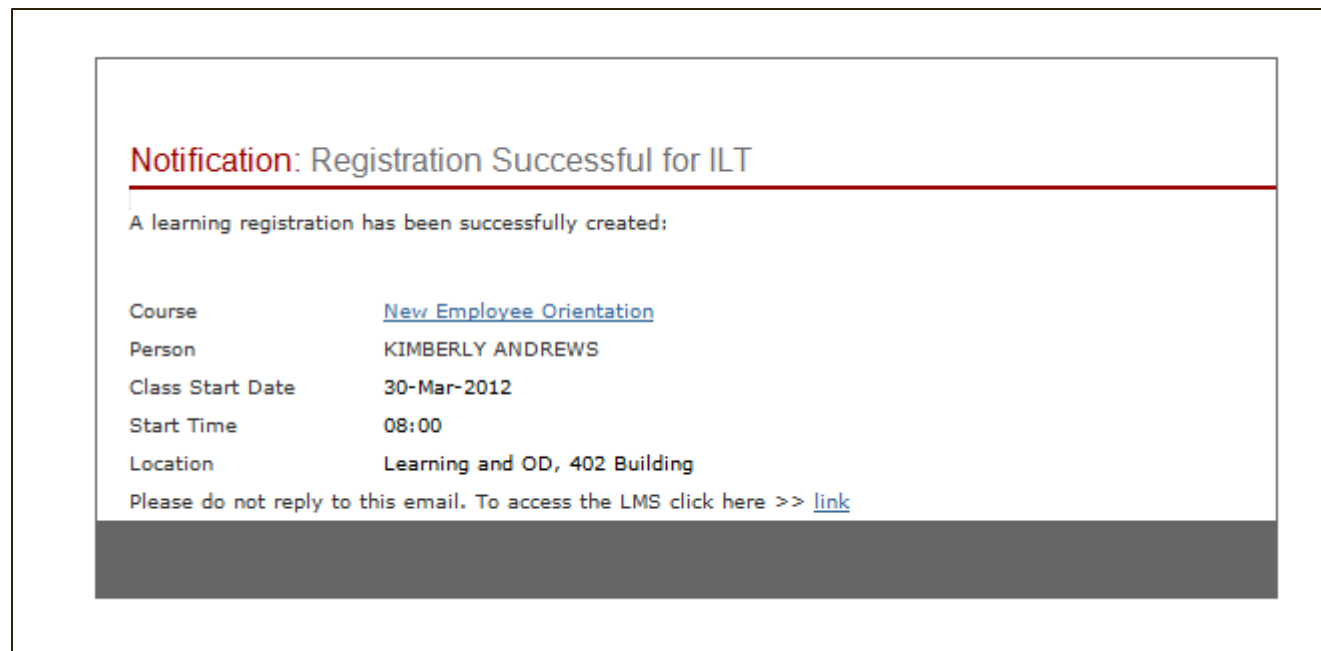 Notification: Registration Successful for ILT
A learning registration has been successfully created:
Course New Employee Orientation
Person KIMBERLY ANDREWS
Class Start Date 30-Mar-2012
Start Time 08:00
Location Learning and OD, 402 Building
Please do not reply to this email. To access the LMS click here >> link